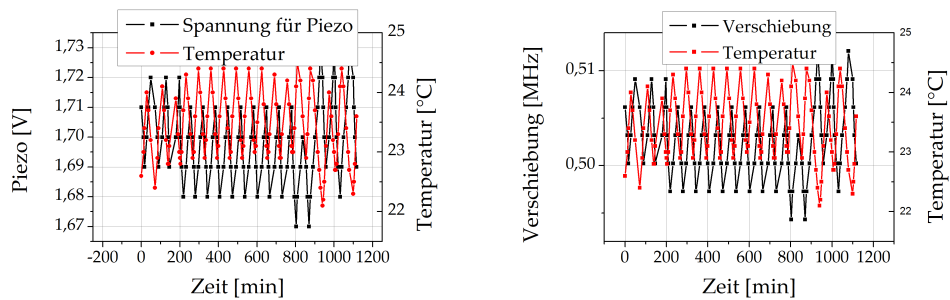 Spannung für Piezo
Temperatur
1,73
1,72
1,71
1,70
1,69
1,68
1,67
Piezo [V]
25
24
23
22
Temperatur [°C]
-200 0 200 400 600 800 1000 1200
Zeit [min]
Verschiebung
Temperatur
0,51
0,50
Verschiebung [MHz]
25
24
23
22
Temperatur [°C]
0 200 400 600 800 1000 1200
Zeit [min]